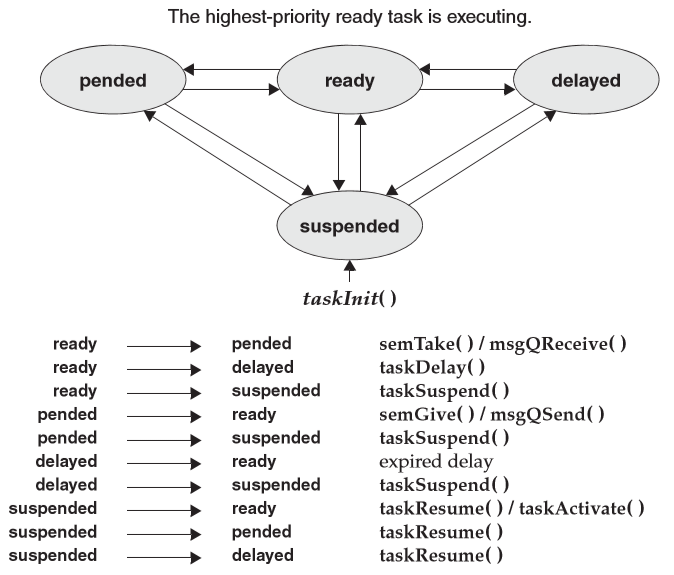 The highest-priority ready task is executing.
pended ready delayed
suspended
taskInit( )
ready pended semTake( ) / msgQReceive( )
ready delayed taskDelay( )
ready suspended taskSuspend( )
pended ready semGive( ) / msgQSend( )
pended suspended taskSuspend( )
delayed ready expired delay
delayed suspended taskSuspend( )
suspended ready taskResume( ) / taskActivate( )
suspended pended taskResume( )
suspended delayed taskResume( )